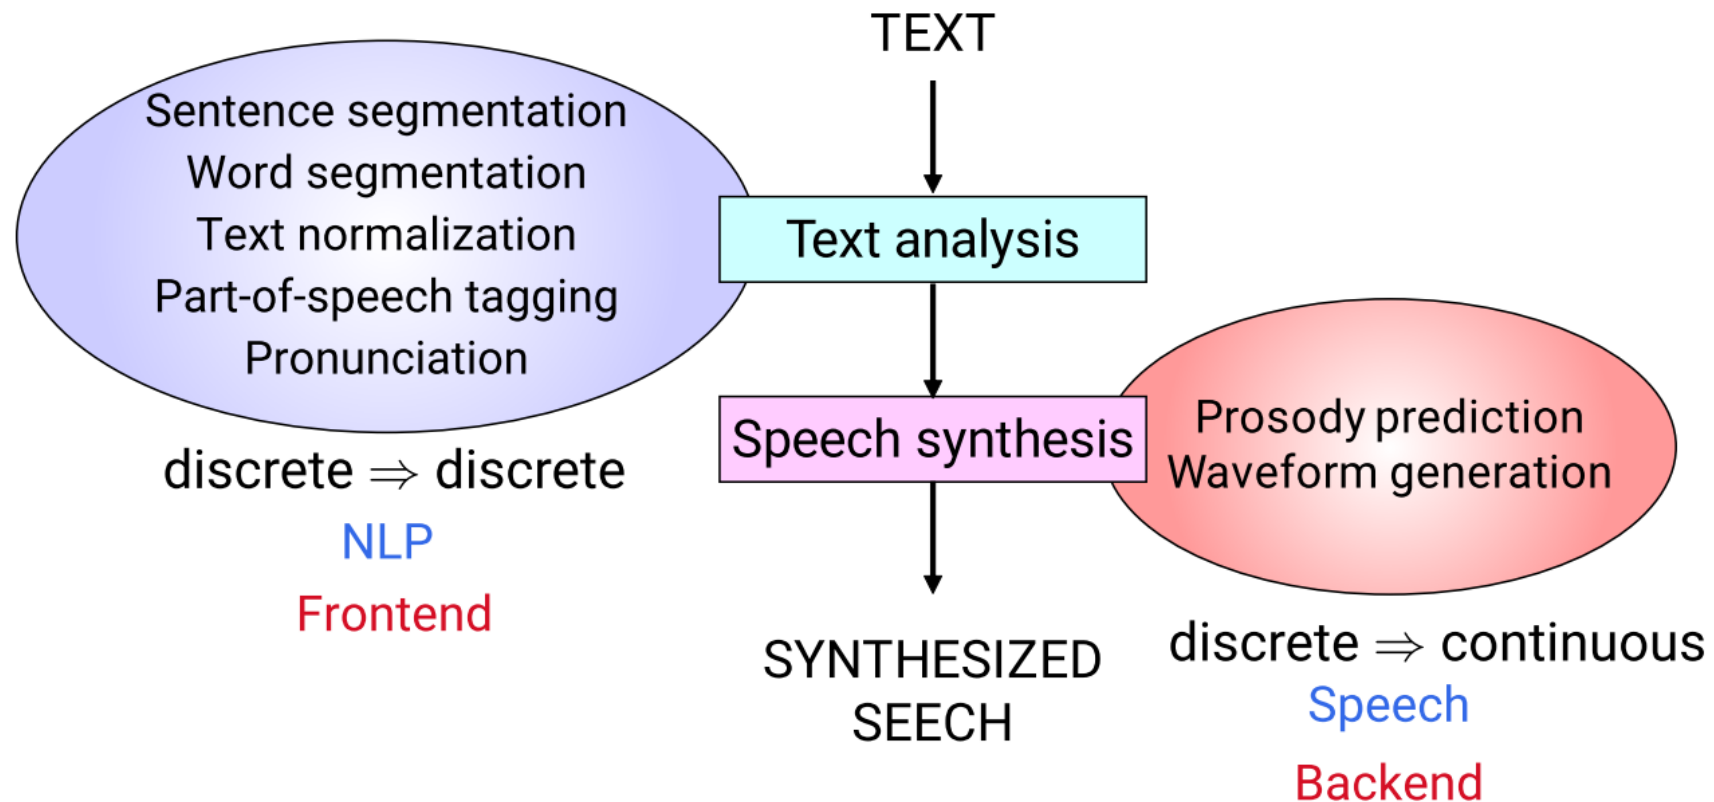 TEXT
Sentence segmentation
Word segmentation
Text normalization
Part-of-speech tagging
Pronunciation
discrete ⇒ discrete
NLP
Frontend
Text analysis
Speech synthesis
Prosody prediction
Waveform generation
discrete ⇒ continuous
Speech
Backend
SYNTHESIZED
SEECH